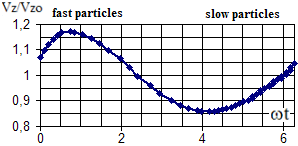 Vz/Vzo
fast particles
slow particles
1,2
1,1
1
0,9
0,8
ωt
0
2
4
6